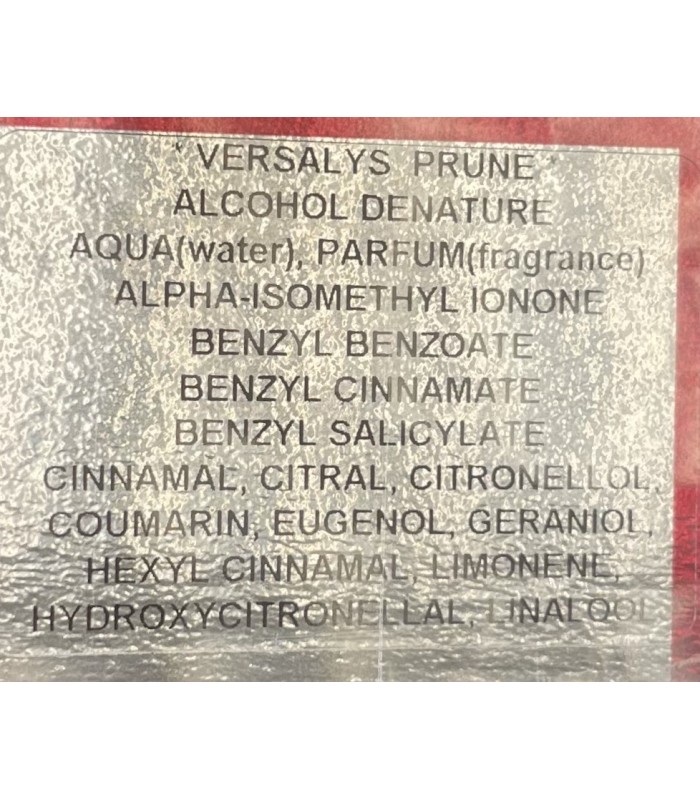 " VERSALYS PRUNE "
ALCOHOL DENATURE
AQUA(water), PARFUM(fragrance)
ALPHA-ISOMETHYL IONONE
BENZYL BENZOATE
BENZYL CINNAMATE
BENZYL SALICYLATE
CINNAMAL, CITRAL, CITRONELLOL,
COUMARIN, EUGENOL, GERANIOL,
HEXYL CINNAMAL, LIMONENE,
HYDROXYCITRONELLAL, LINALOOL